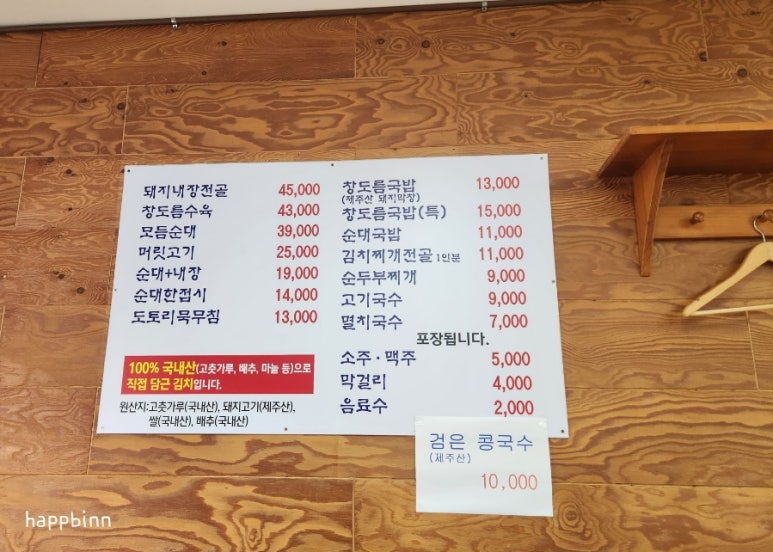 돼지내장전골 45,000
창도름수육 43,000
모듬순대 39,000
머릿고기 25,000
순대+내장 19,000
순대한접시 14,000
도토리묵무침 13,000
100% 국내산(고춧가루, 배추, 마늘 등)으로
직접 담근 김치입니다.
원산지:고춧가루(국내산), 돼지고기(제주산),
쌀(국내산), 배추(국내산)
창도름국밥 13,000
(제주산 돼지막창)
창도름국밥(특) 15,000
순대국밥 11,000
김치찌개전골 1인분 11,000
순두부찌개 9,000
고기국수 9,000
멸치국수 7,000
포장됩니다.
소주·맥주 5,000
막걸리 4,000
음료수 2,000
검은 콩국수
(제주산)
10,000
happbinn